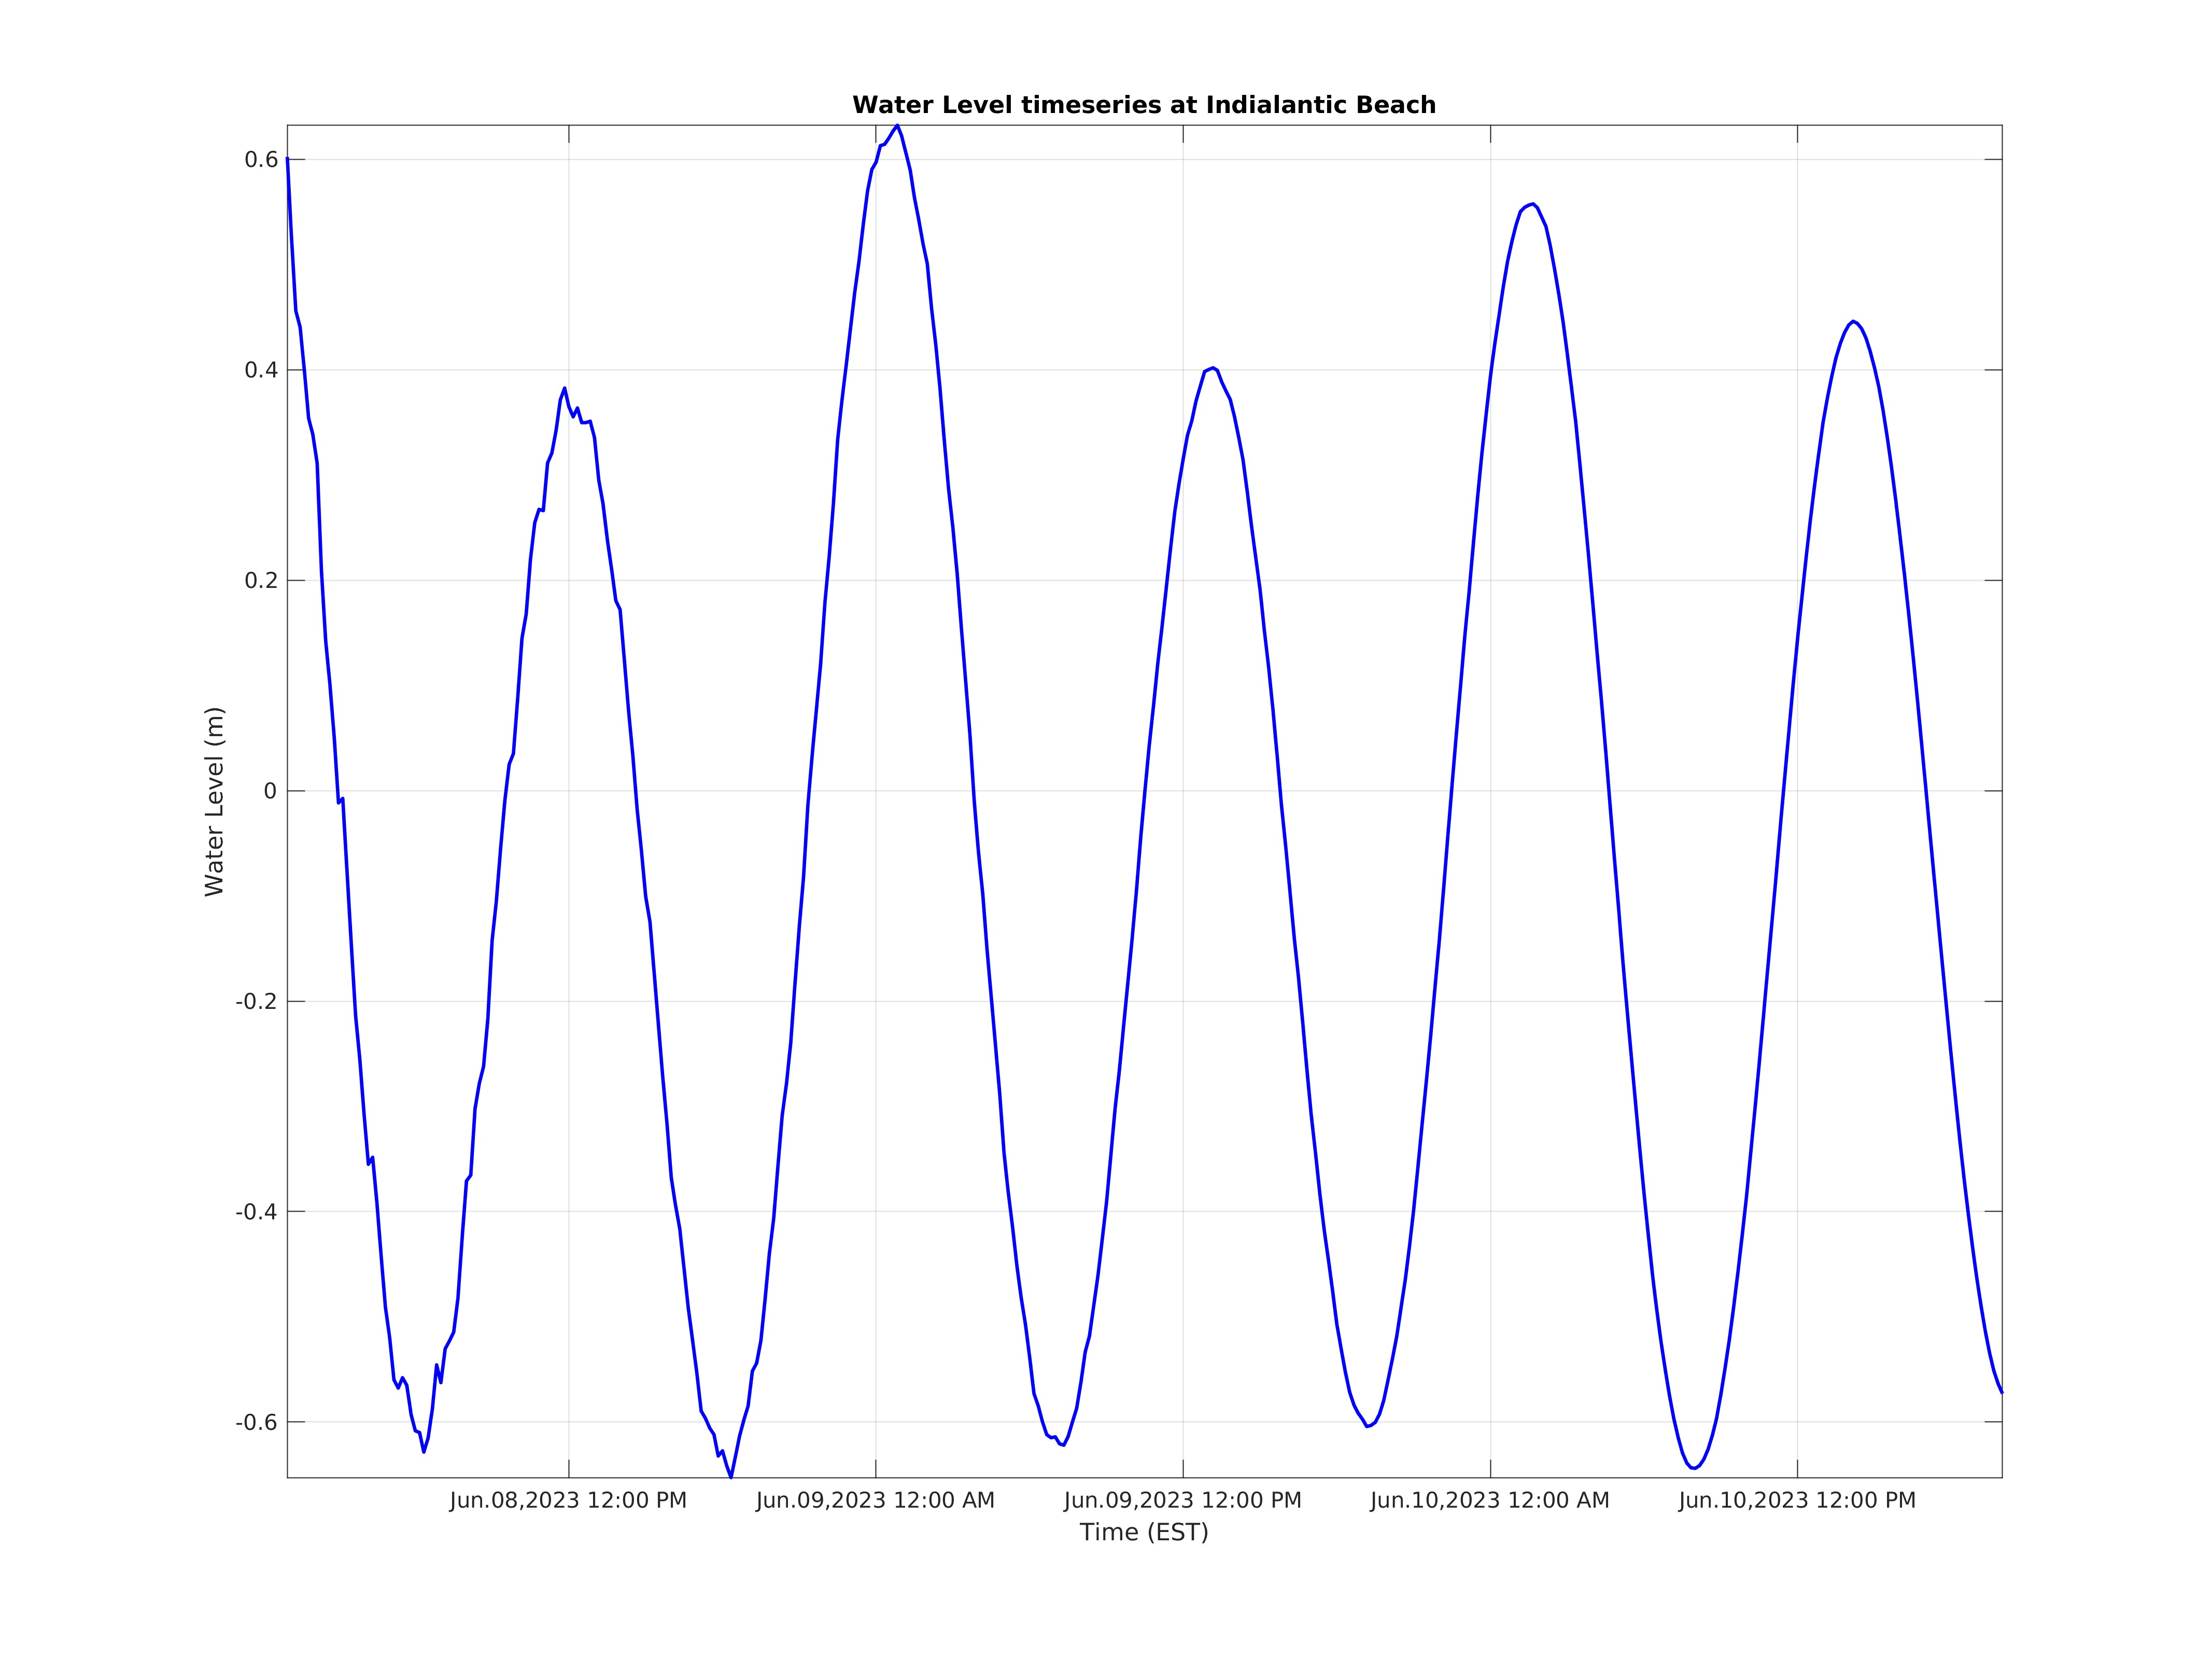 Water Level timeseries at Indialantic Beach
0.6
0.4
0.2
0
-0.2
-0.4
-0.6
Water Level (m)
Jun.08,2023 12:00 PM
Jun.09,2023 12:00 AM
Jun.09,2023 12:00 PM
Jun.10,2023 12:00 AM
Jun.10,2023 12:00 PM
Time (EST)